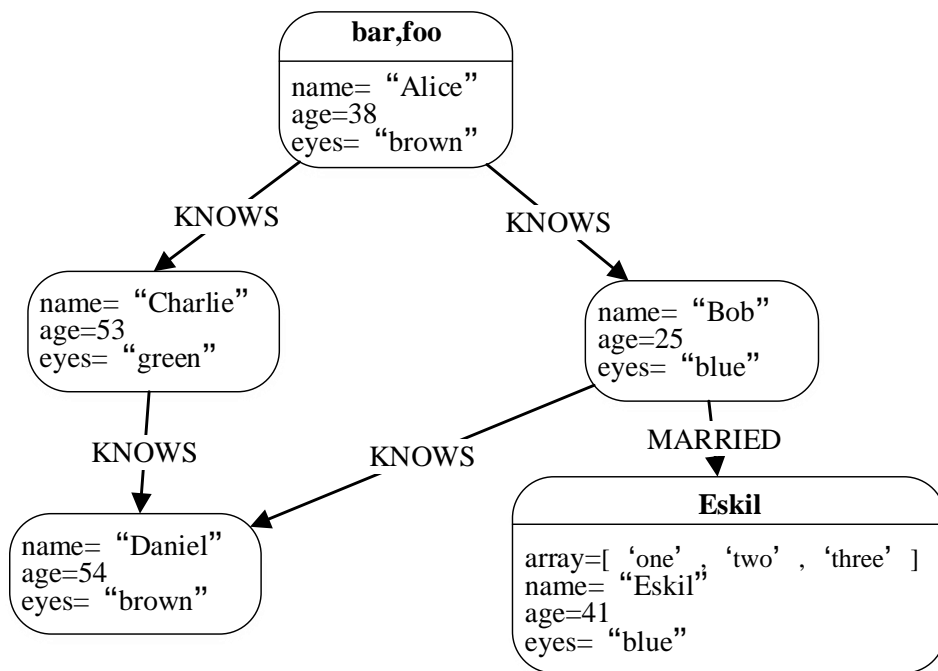 bar,foo
name= “Alice”
age=38
eyes= “brown”
KNOWS
KNOWS
name= “Charlie”
age=53
eyes= “green”
name= “Bob”
age=25
eyes= “blue”
KNOWS
KNOWS
MARRIED
name= “Daniel”
age=54
eyes= “brown”
Eskil
array=[ ‘one’ , ‘two’ , ‘three’ ]
name= “Eskil”
age=41
eyes= “blue”